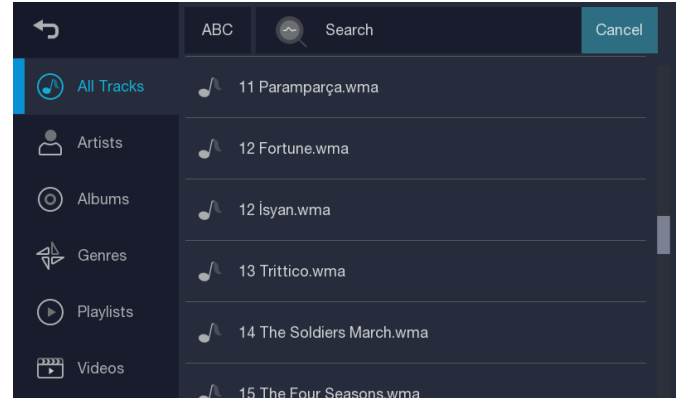 ABC
Search
Cancel
All Tracks
Artists
Albums
Genres
Playlists
Videos
11 Paramparça.wma
12 Fortune.wma
12 İsyan.wma
13 Trittico.wma
14 The Soldiers March.wma
15 The Four Seasons.wma